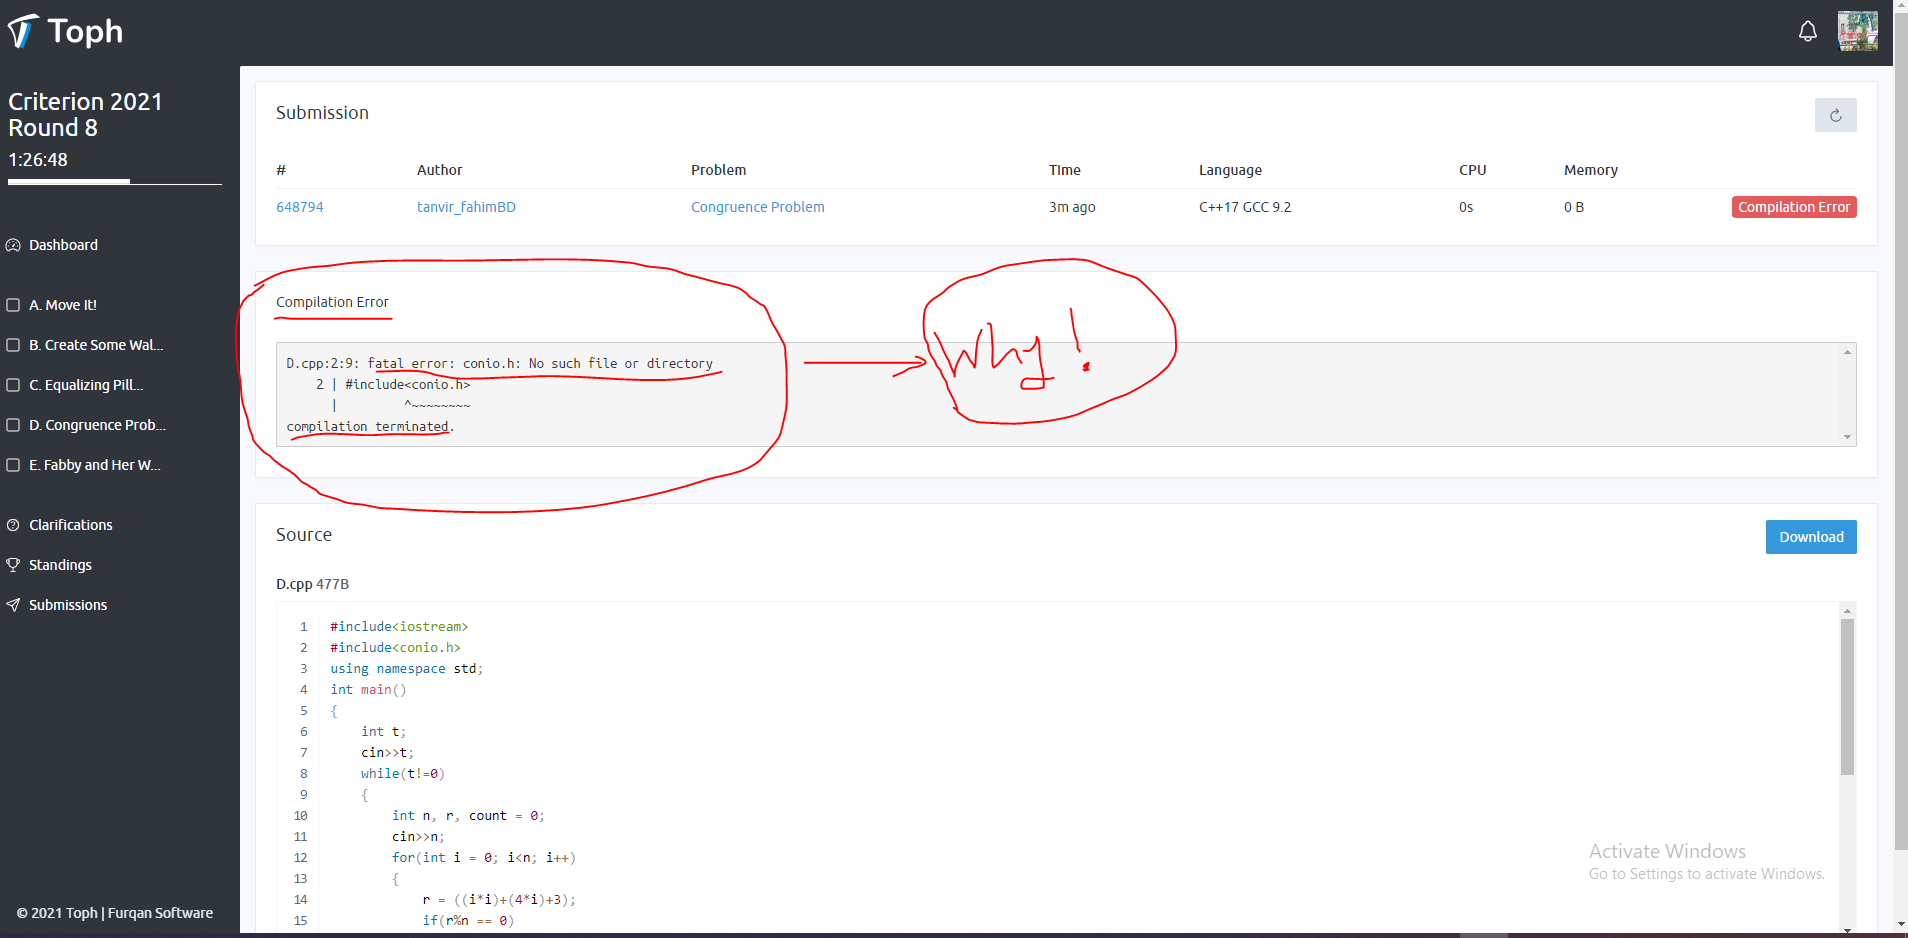 Toph
Criterion 2021
Round 8
1:26:48
Dashboard
A. Move It!
B. Create Some Wal...
C. Equalizing Pill...
D. Congruence Prob...
E. Fabby and Her W...
Clarifications
Standings
Submissions
© 2021 Toph | Furqan Software
Submission
# Author Problem Time Language CPU Memory
648794 tanvir_fahimBD Congruence Problem 3m ago C++17 GCC 9.2 0s 0 B Compilation Error
Compilation Error
D.cpp:2:9: fatal error: conio.h: No such file or directory
2 | #include<conio.h>
| ^~~~~~~~~
compilation terminated.
Why!
Source
Download
D.cpp 477B
1 #include<iostream>
2 #include<conio.h>
3 using namespace std;
4 int main()
5 {
6 int t;
7 cin>>t;
8 while(t!=0)
9 {
10 int n, r, count = 0;
11 cin>>n;
12 for(int i = 0; i<n; i++)
13 {
14 r = ((i*i)+(4*i)+3);
15 if(r%n == 0)
Activate Windows
Go to Settings to activate Windows.